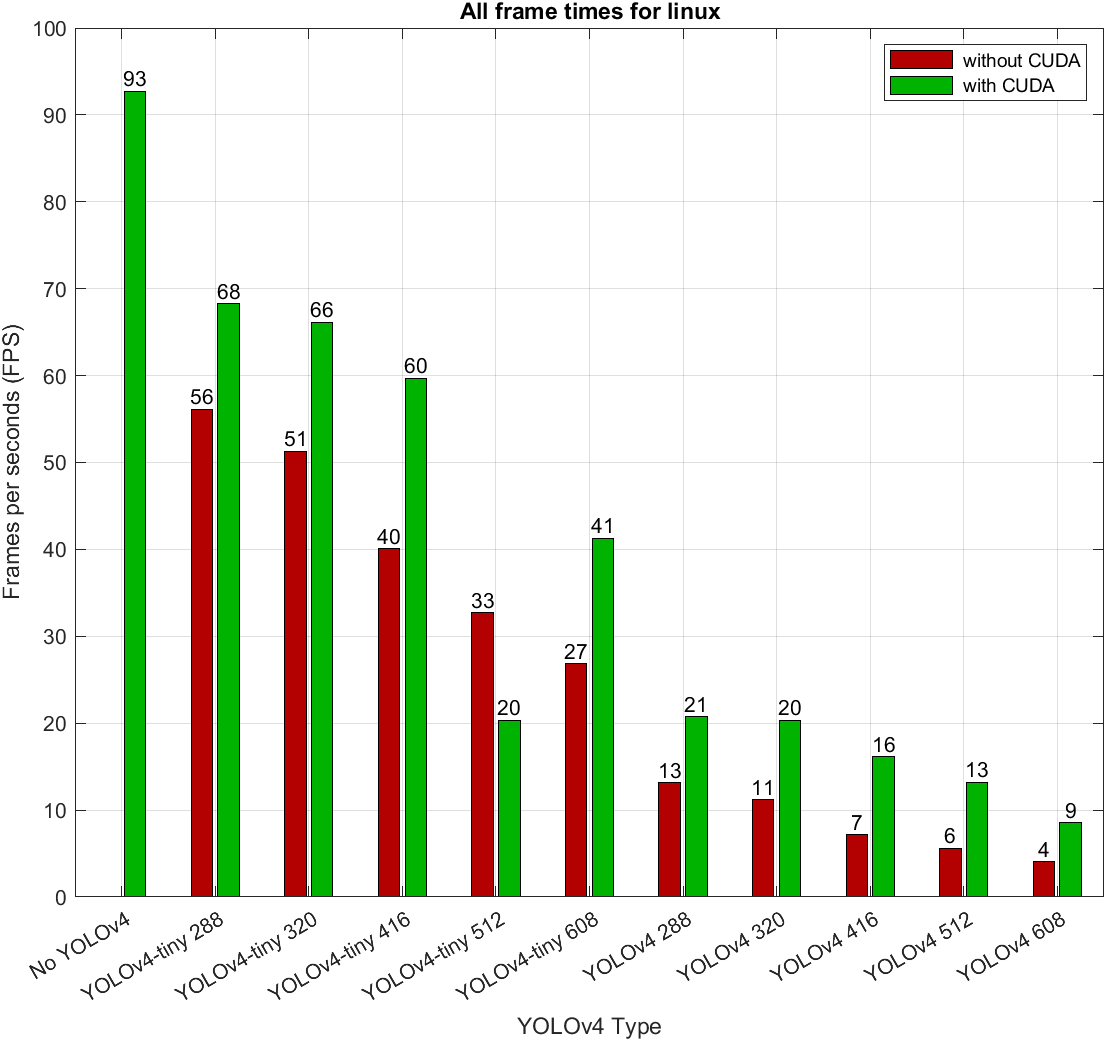 All frame times for linux
without CUDA
with CUDA
Frames per seconds (FPS)
100
90
80
70
60
50
40
30
20
10
0
93
56
68
51
66
40
60
33
20
27
41
13
21
11
20
7
16
6
13
4
9
No YOLOv4
YOLOv4-tiny 288
YOLOv4-tiny 320
YOLOv4-tiny 416
YOLOv4-tiny 512
YOLOv4-tiny 608
YOLOv4 288
YOLOv4 320
YOLOv4 416
YOLOv4 512
YOLOv4 608
YOLOv4 Type